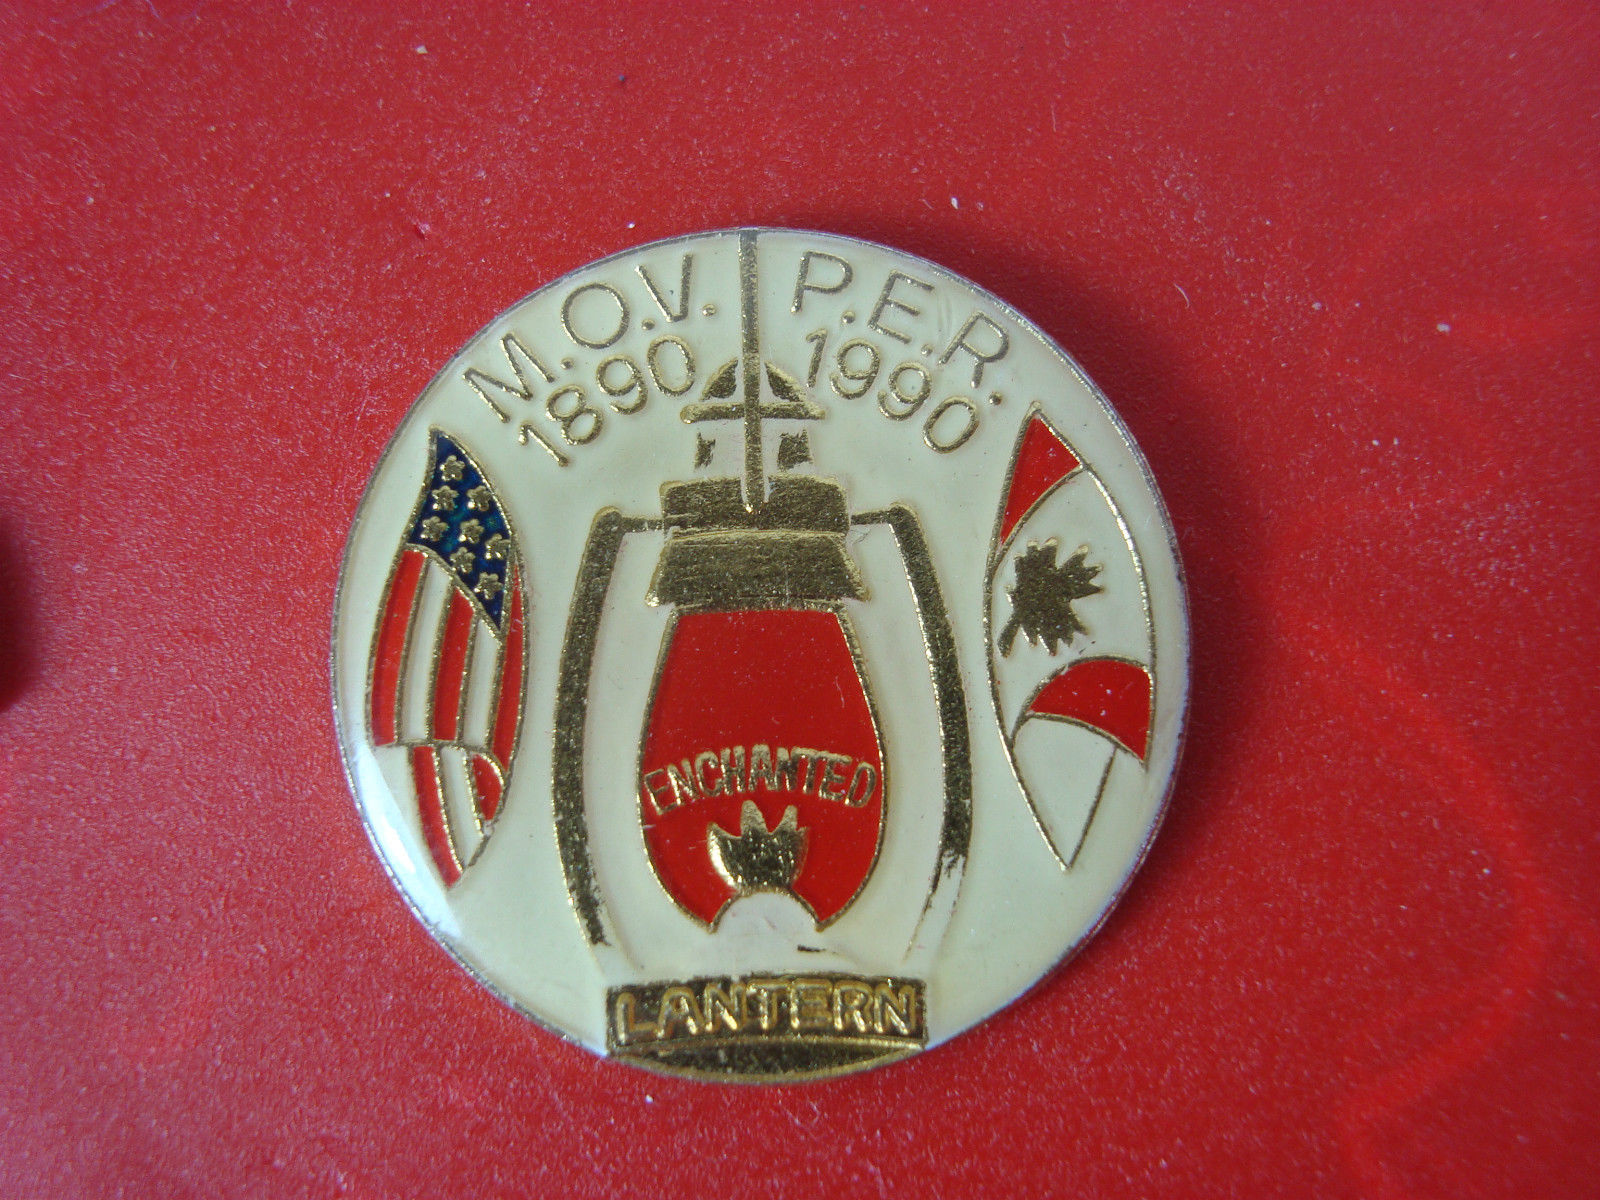 M.O.V. P.E.R.
1890 1990
ENCHANTED
LANTERN